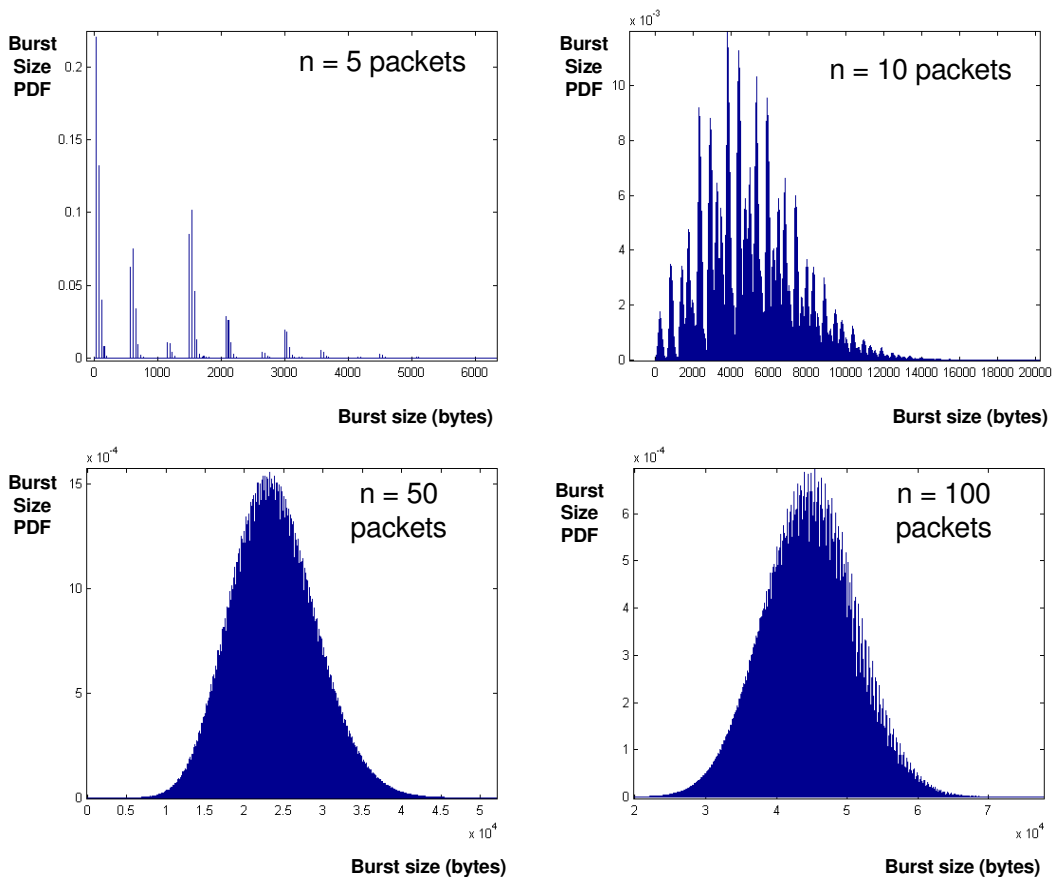 Burst
Size
PDF
n = 5 packets
0.2
0.15
0.1
0.05
0
0 1000 2000 3000 4000 5000 6000
Burst size (bytes)
x 10⁻³
Burst
Size
PDF
n = 10 packets
10
8
6
4
2
0
0 2000 4000 6000 8000 10000 12000 14000 16000 18000 20000
Burst size (bytes)
x 10⁻⁴
Burst
Size
PDF
n = 50
packets
15
10
5
0
0 0.5 1 1.5 2 2.5 3 3.5 4 4.5 5
x 10⁴
Burst size (bytes)
x 10⁻⁴
Burst
Size
PDF
n = 100
packets
6
5
4
3
2
1
0
2 3 4 5 6 7
x 10⁴
Burst size (bytes)